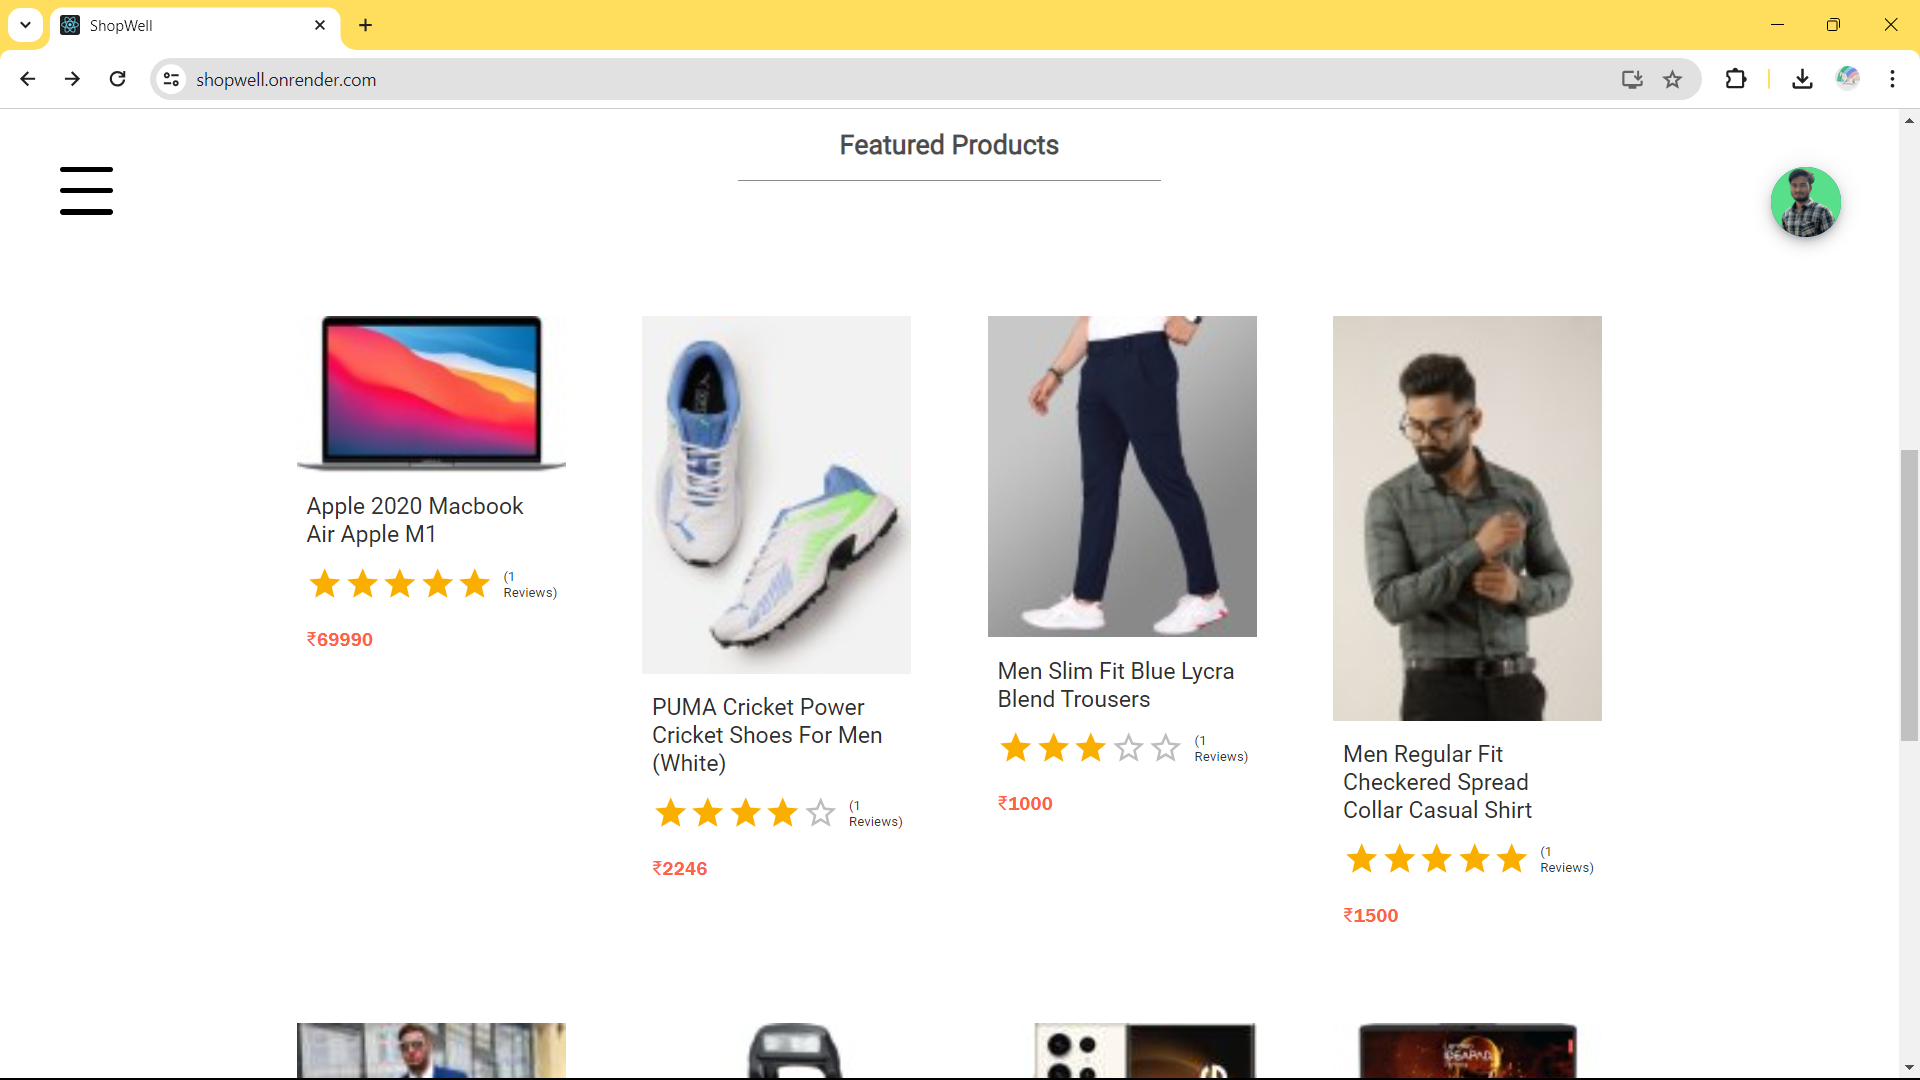 ShopWell
shopwell.onrender.com
Featured Products
Apple 2020 Macbook
Air Apple M1
(1
Reviews)
₹69990
PUMA Cricket Power
Cricket Shoes For Men
(White)
(1
Reviews)
₹2246
Men Slim Fit Blue Lycra
Blend Trousers
(1
Reviews)
₹1000
Men Regular Fit
Checkered Spread
Collar Casual Shirt
(1
Reviews)
₹1500
IDEAPAD